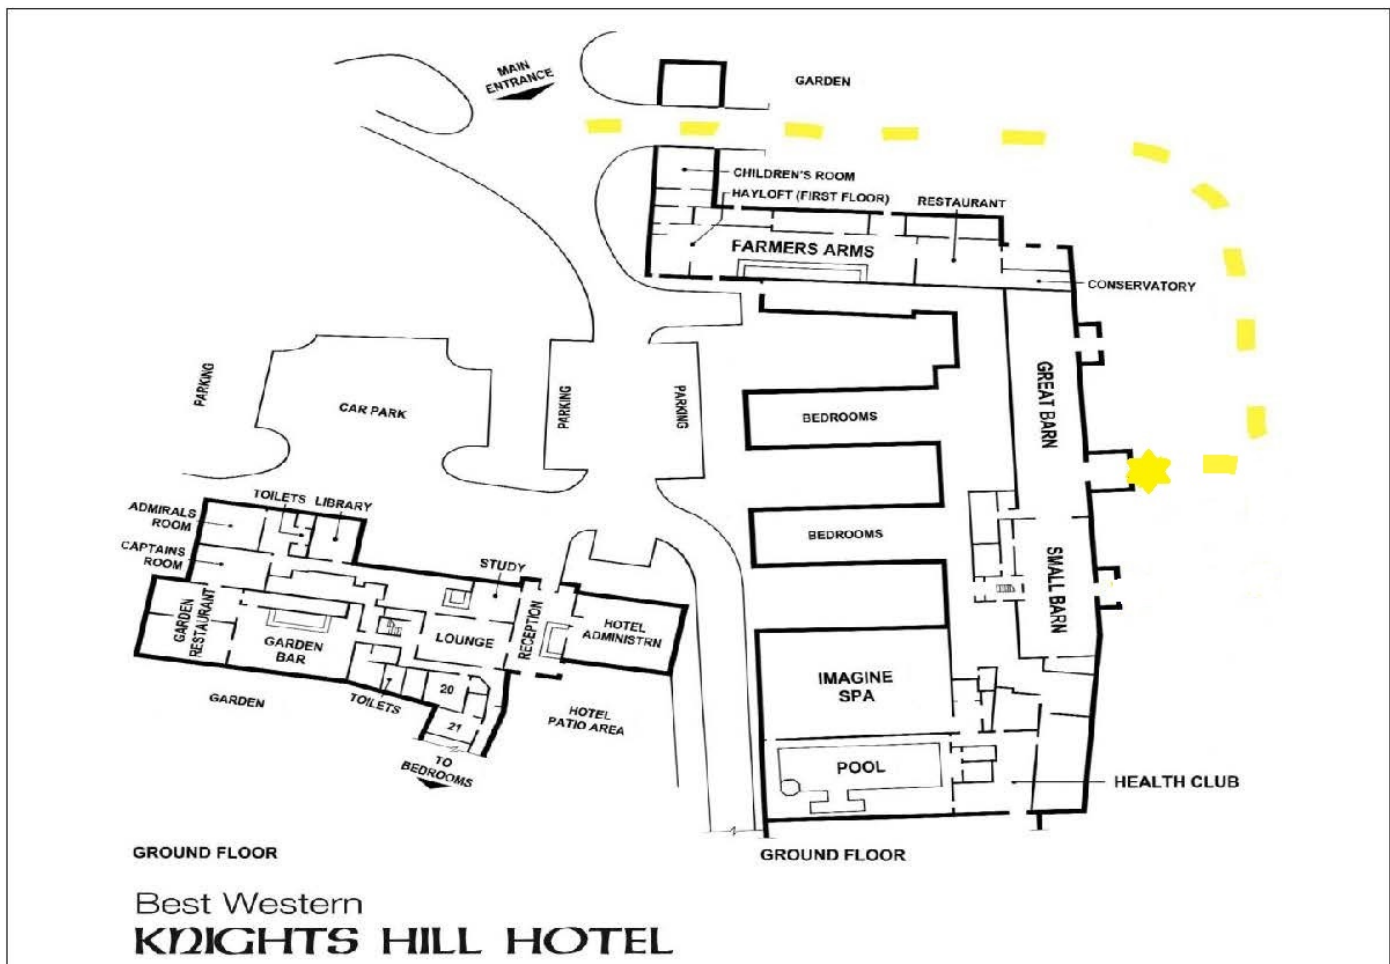 MAIN
ENTRANCE
GARDEN
CHILDREN'S ROOM
HAYLOFT (FIRST FLOOR)
RESTAURANT
FARMERS ARMS
CONSERVATORY
PARKING
CAR PARK
PARKING
PARKING
GREAT BARN
BEDROOMS
TOILETS
LIBRARY
ADMIRALS
ROOM
CAPTAINS
ROOM
BEDROOMS
STUDY
SMALL BARN
GARDEN
RESTAURANT
GARDEN
BAR
LOUNGE
RECEPTION
HOTEL
ADMINISTRN
IMAGINE
SPA
20
21
TOILETS
GARDEN
HOTEL
PATIO AREA
TO
BEDROOMS
POOL
HEALTH CLUB
GROUND FLOOR
GROUND FLOOR
Best Western
KNIGHTS HILL HOTEL